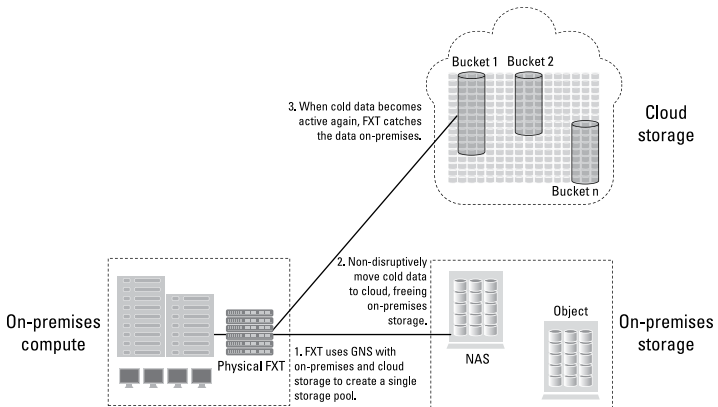 Bucket 1 Bucket 2
3. When cold data becomes
active again, FXT catches
the data on-premises.
Cloud
storage
Bucket n
2. Non-disruptively
move cold data
to cloud, freeing
on-premises
storage.
On-premises
compute
Physical FXT
1. FXT uses GNS with
on-premises and cloud
storage to create a single
storage pool.
NAS
Object
On-premises
storage